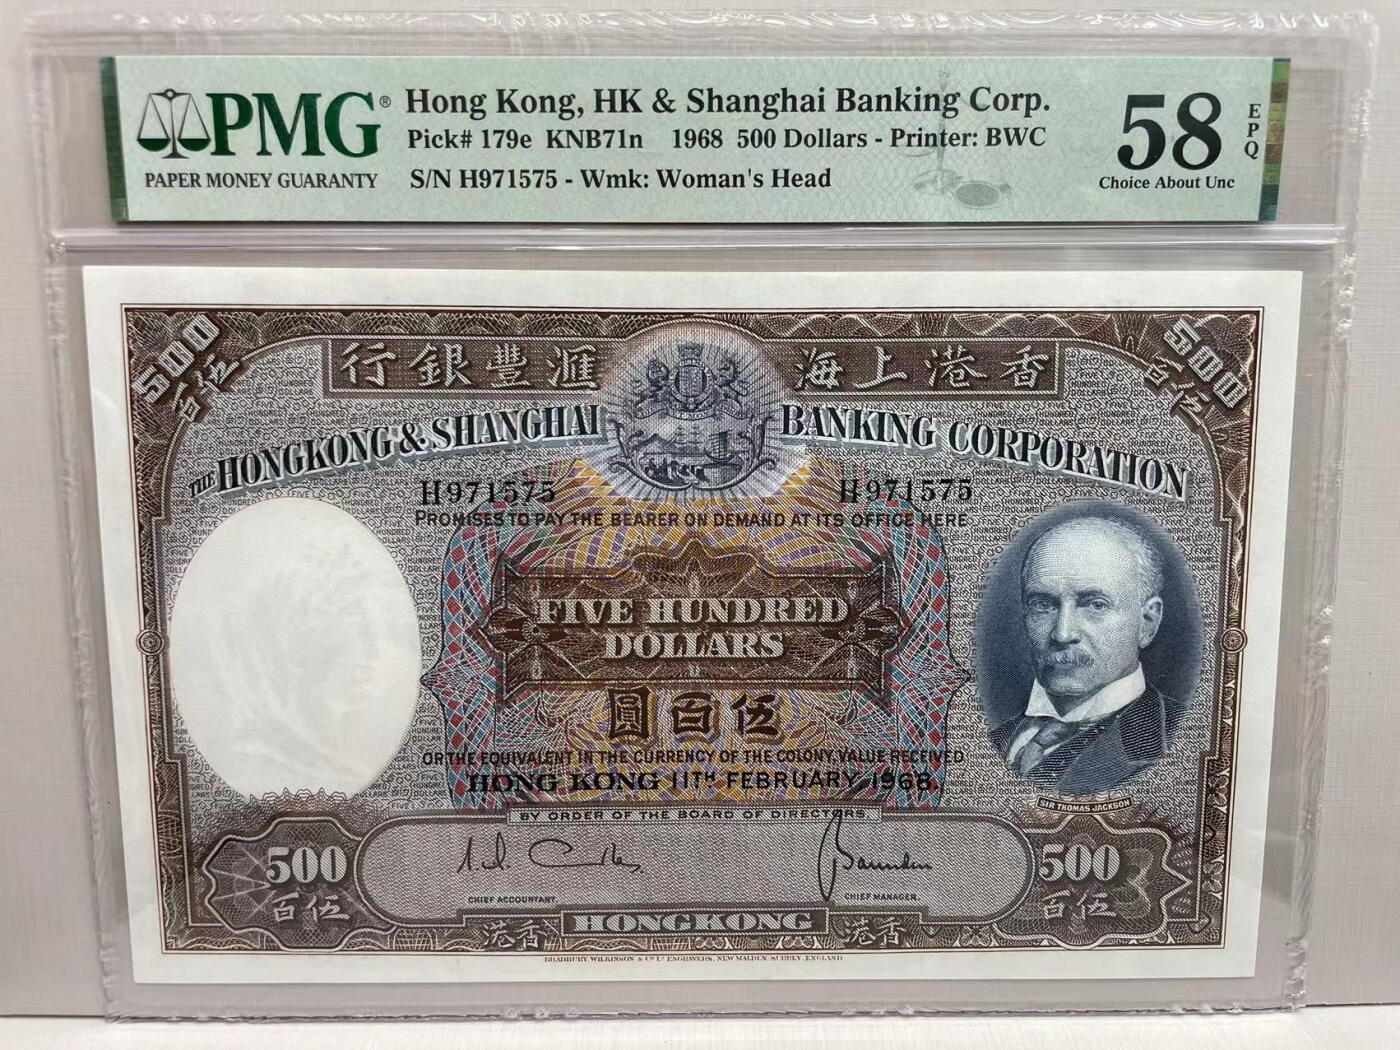 PMG®
PAPER MONEY GUARANTY
Hong Kong, HK & Shanghai Banking Corp.
Pick# 179e KNB71n 1968 500 Dollars - Printer: BWC
S/N H971575 - Wmk: Woman's Head
58
EPQ
Choice About Unc
500
百伍
行銀豐滙
海上港香
500
百伍
THE HONGKONG & SHANGHAI BANKING CORPORATION
H971575 H971575
PROMISES TO PAY THE BEARER ON DEMAND AT ITS OFFICE HERE
FIVE HUNDRED
DOLLARS
圓百伍
OR THE EQUIVALENT IN THE CURRENCY OF THE COLONY, VALUE RECEIVED
HONG KONG 11TH FEBRUARY, 1968.
BY ORDER OF THE BOARD OF DIRECTORS.
SIR THOMAS JACKSON
500
百伍
500
百伍
CHIEF ACCOUNTANT.
CHIEF MANAGER.
港香 HONGKONG 港香
BRADBURY, WILKINSON & Co Ld ENGRAVERS, NEW MALDEN, SURREY, ENGLAND